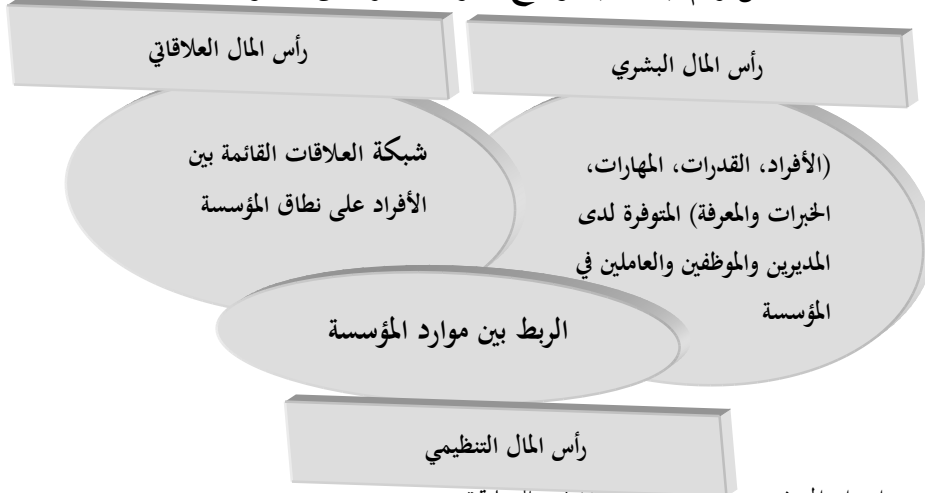 رأس المال البشري
رأس المال العلاقاتي
(الأفراد، القدرات، المهارات،
الخبرات والمعرفة) المتوفرة لدى
المديرين والموظفين والعاملين في
المؤسسة
شبكة العلاقات القائمة بين
الأفراد على نطاق المؤسسة
الربط بين موارد المؤسسة
رأس المال التنظيمي